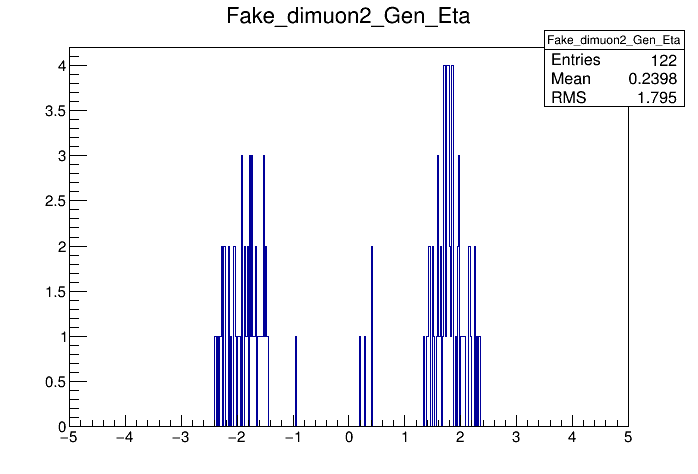 Fake_dimuon2_Gen_Eta
Fake_dimuon2_Gen_Eta
Entries 122
Mean 0.2398
RMS 1.795
4
3.5
3
2.5
2
1.5
1
0.5
0
−5 −4 −3 −2 −1 0 1 2 3 4 5